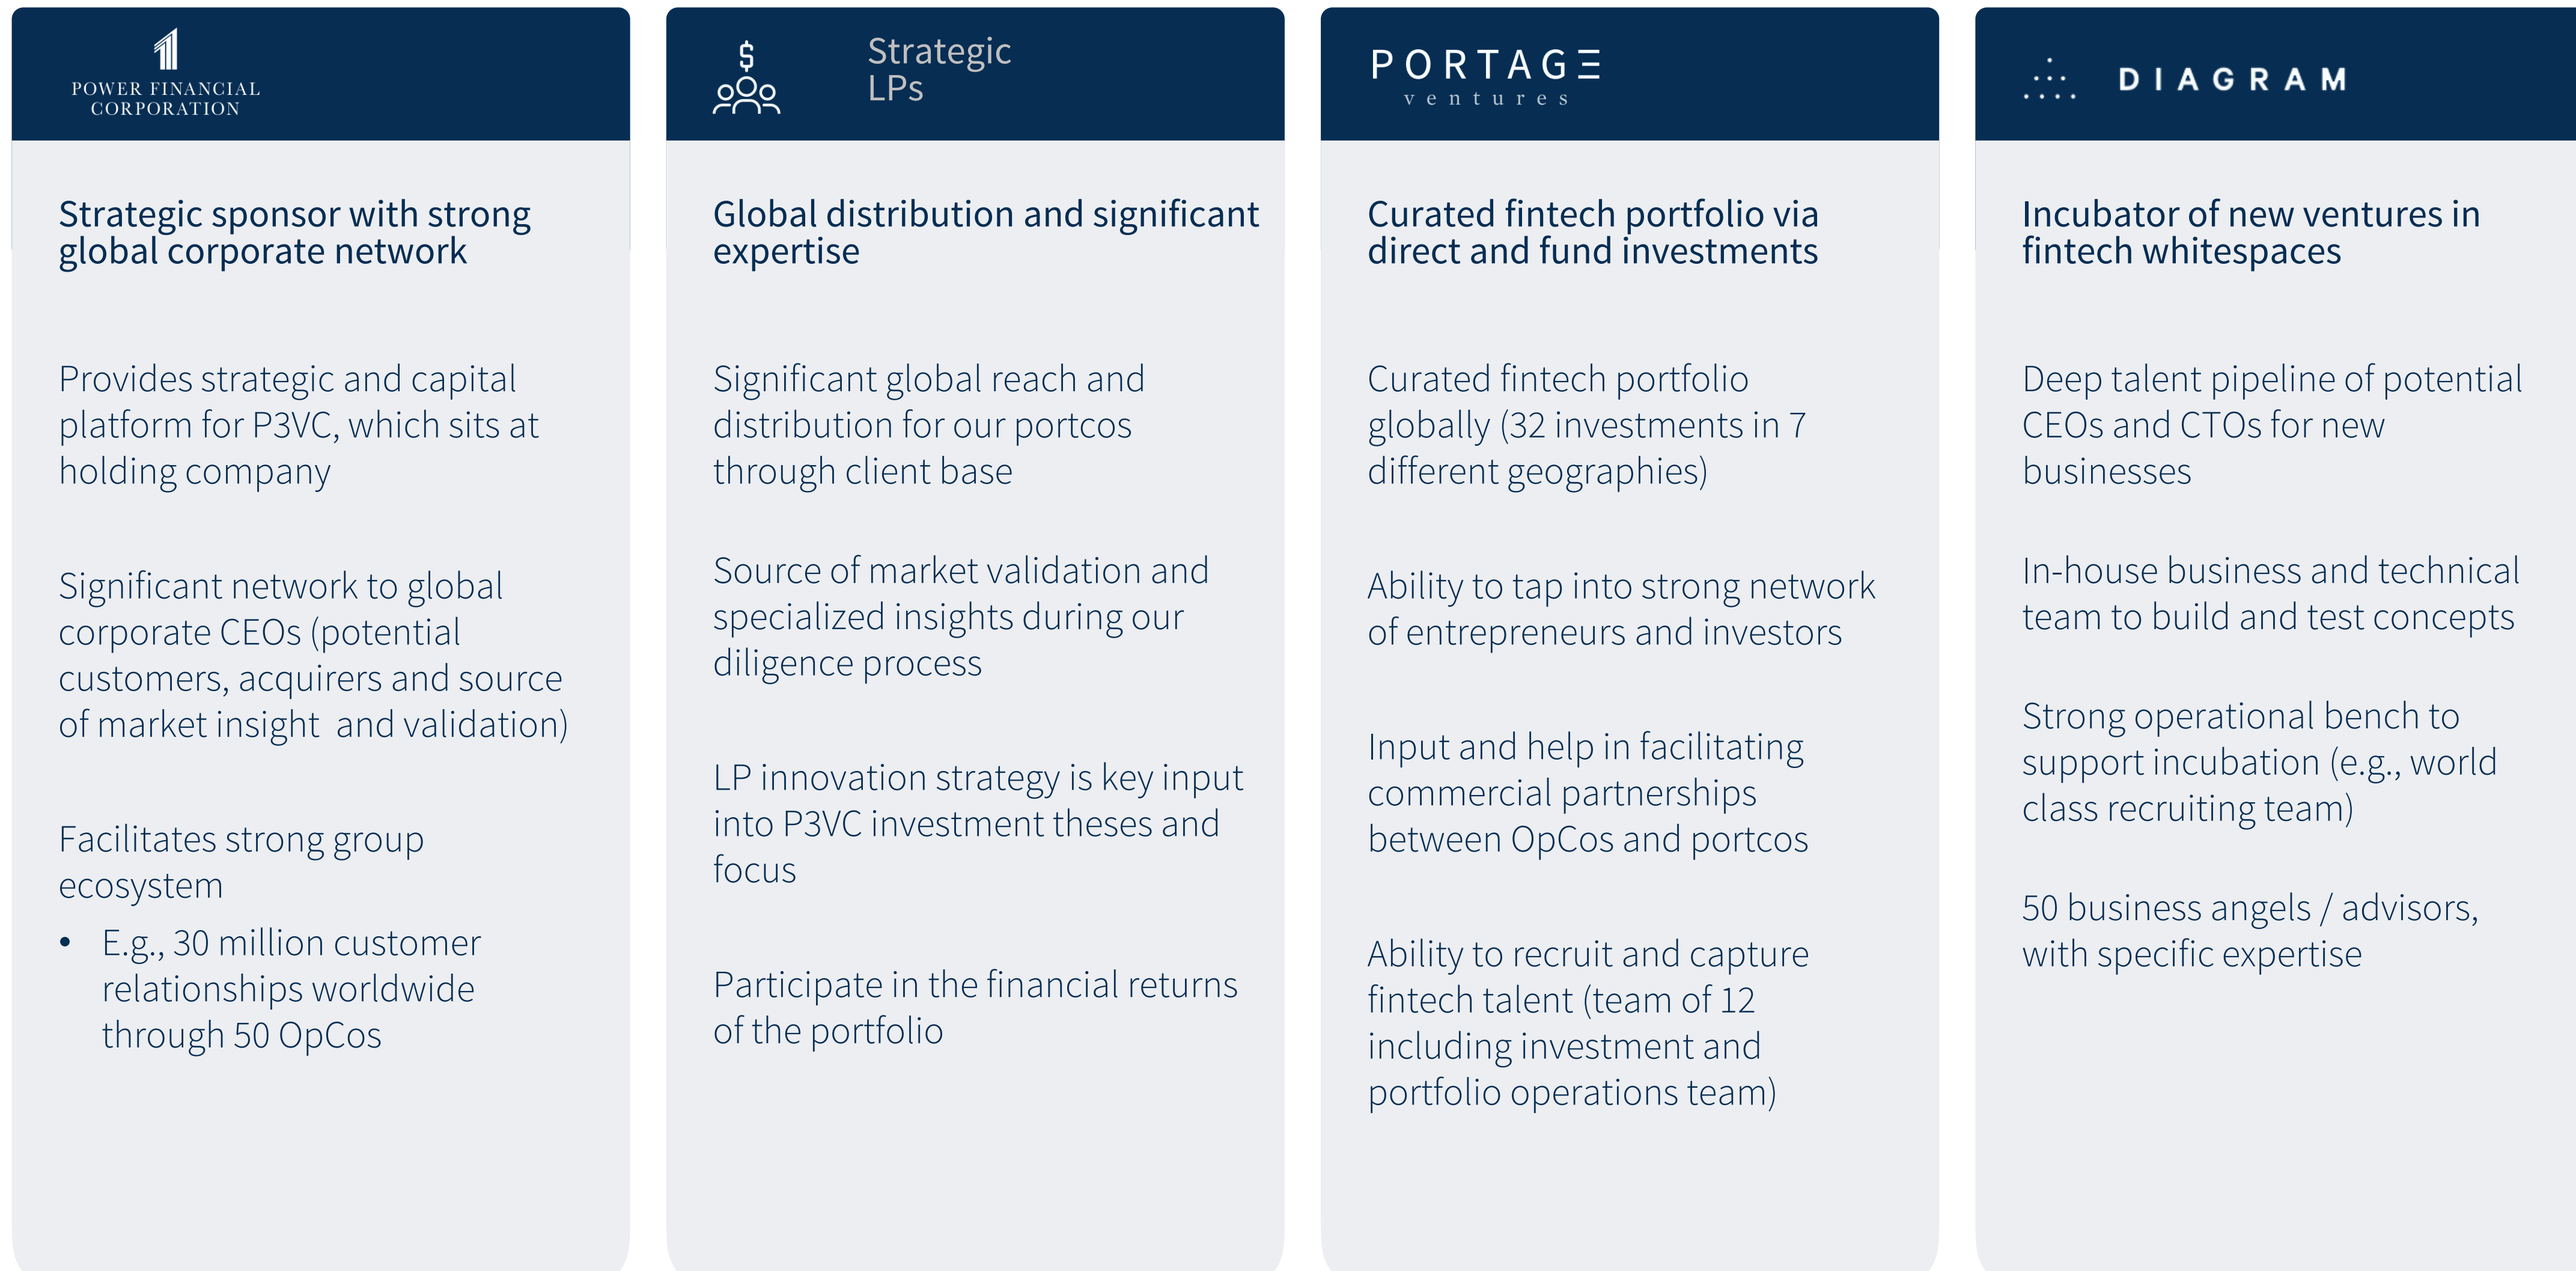 POWER FINANCIAL
CORPORATION
Strategic sponsor with strong
global corporate network
Provides strategic and capital
platform for P3VC, which sits at
holding company
Significant network to global
corporate CEOs (potential
customers, acquirers and source
of market insight  and validation)
Facilitates strong group
ecosystem
• E.g., 30 million customer
relationships worldwide
through 50 OpCos
$
Strategic
LPs
Global distribution and significant
expertise
Significant global reach and
distribution for our portcos
through client base
Source of market validation and
specialized insights during our
diligence process
LP innovation strategy is key input
into P3VC investment theses and
focus
Participate in the financial returns
of the portfolio
PORTAGE
ventures
Curated fintech portfolio via
direct and fund investments
Curated fintech portfolio
globally (32 investments in 7
different geographies)
Ability to tap into strong network
of entrepreneurs and investors
Input and help in facilitating
commercial partnerships
between OpCos and portcos
Ability to recruit and capture
fintech talent (team of 12
including investment and
portfolio operations team)
DIAGRAM
Incubator of new ventures in
fintech whitespaces
Deep talent pipeline of potential
CEOs and CTOs for new
businesses
In-house business and technical
team to build and test concepts
Strong operational bench to
support incubation (e.g., world
class recruiting team)
50 business angels / advisors,
with specific expertise